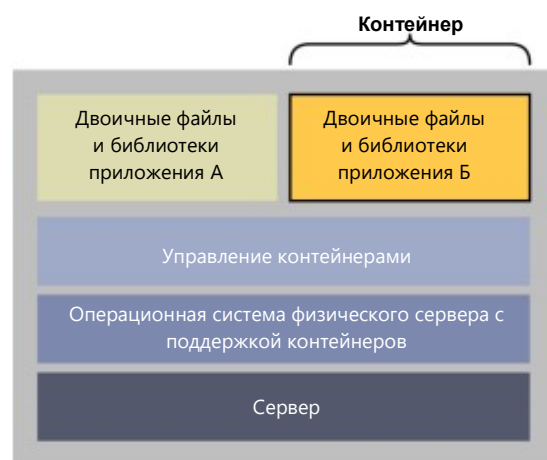 Контейнер
Двоичные файлы
и библиотеки
приложения А
Двоичные файлы
и библиотеки
приложения Б
Управление контейнерами
Операционная система физического сервера с
поддержкой контейнеров
Сервер